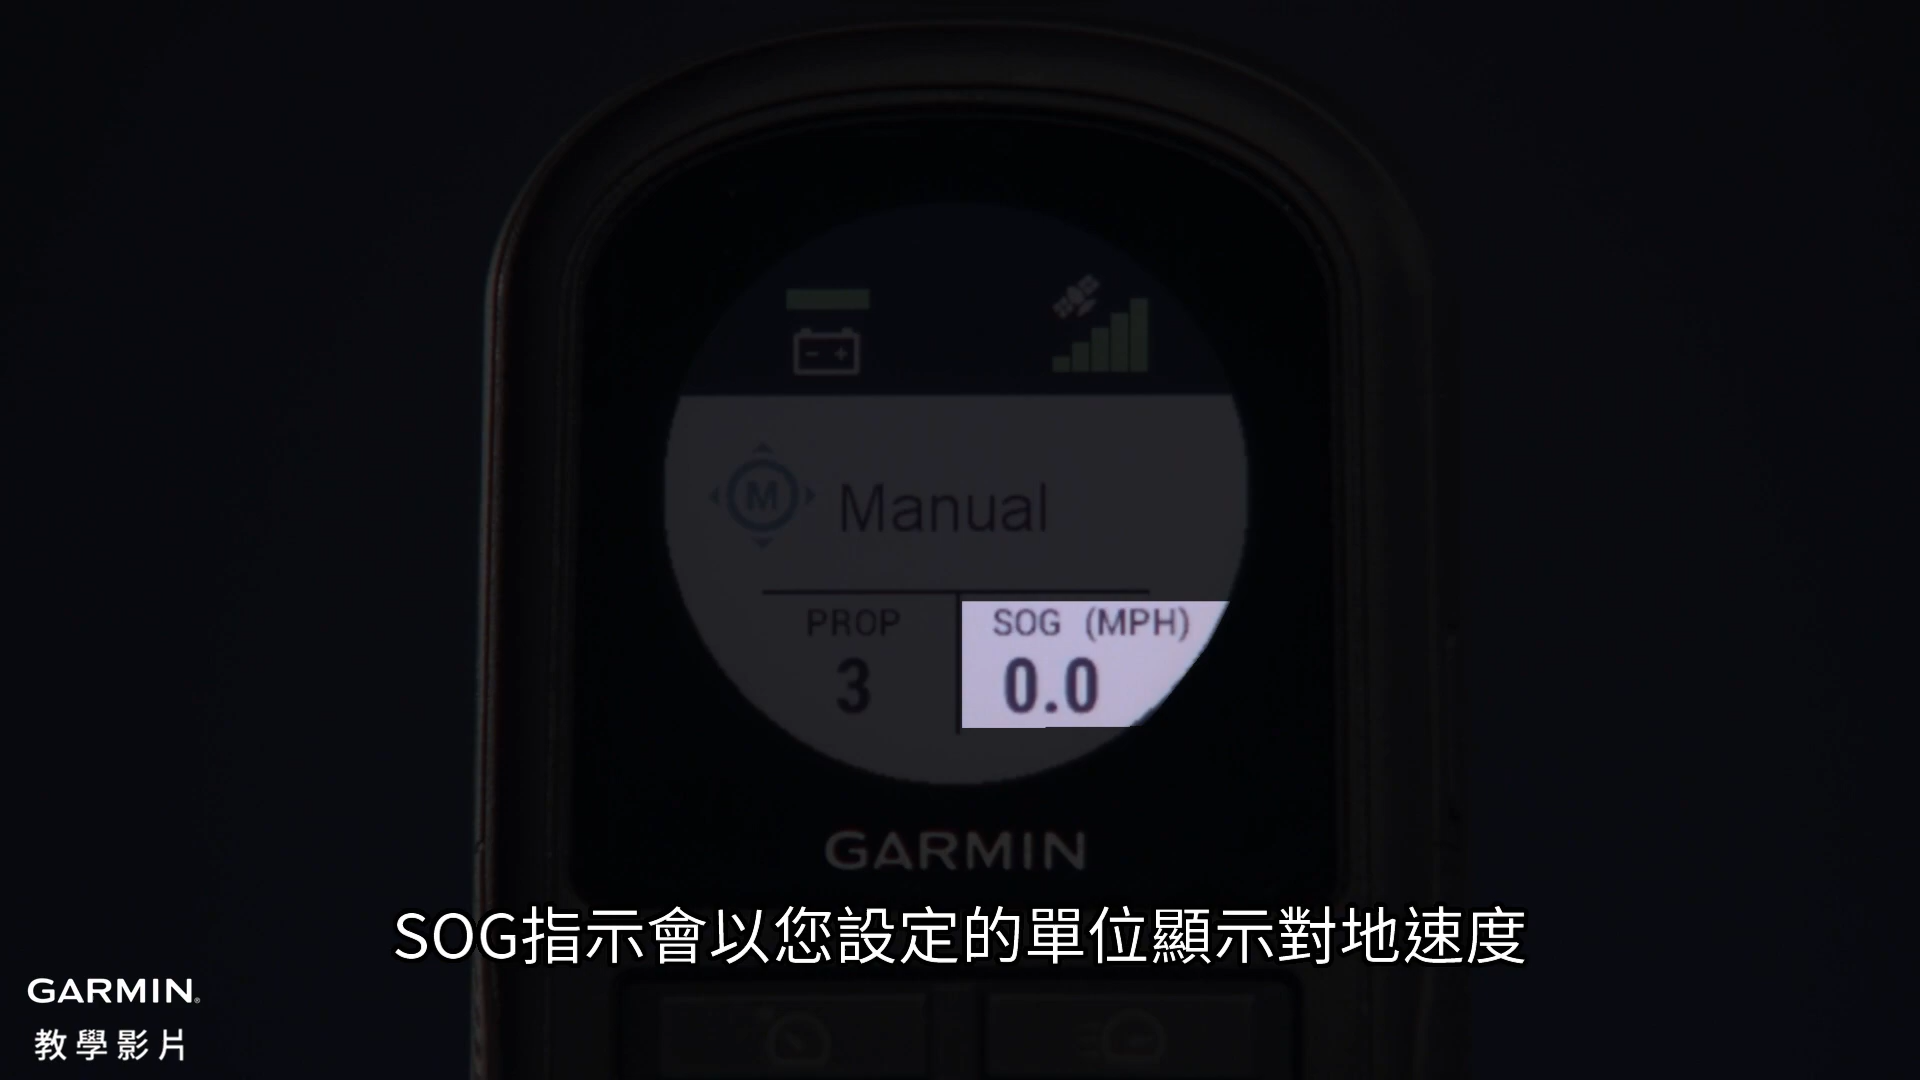 M Manual
PROP
3
SOG (MPH)
0.0
GARMIN
SOG指示會以您設定的單位顯示對地速度
GARMIN®
教學影片